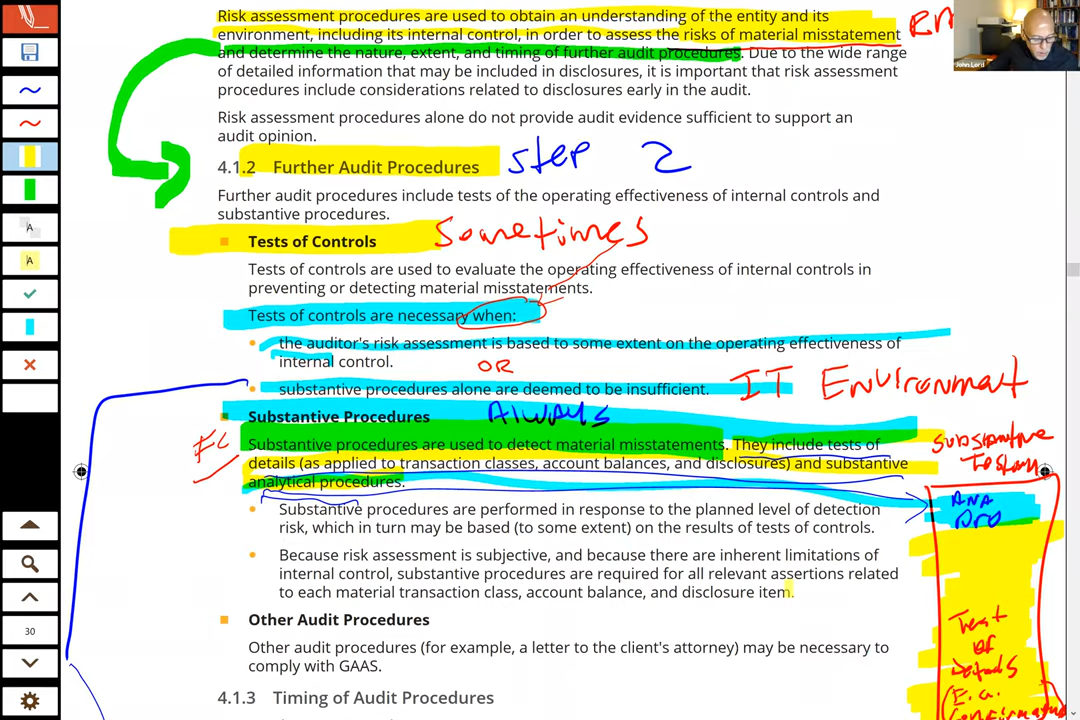 Risk assessment procedures are used to obtain an understanding of the entity and its
environment, including its internal control, in order to assess the risks of material misstatement
and determine the nature, extent, and timing of further audit procedures. Due to the wide range
of detailed information that may be included in disclosures, it is important that risk assessment
procedures include considerations related to disclosures early in the audit.
John Lord
Risk assessment procedures alone do not provide audit evidence sufficient to support an
audit opinion.
4.1.2 Further Audit Procedures step 2
Further audit procedures include tests of the operating effectiveness of internal controls and
substantive procedures.
Tests of Controls Sometimes
Tests of controls are used to evaluate the operating effectiveness of internal controls in
preventing or detecting material misstatements.
Tests of controls are necessary when:
the auditor's risk assessment is based to some extent on the operating effectiveness of
internal control.
OR
substantive procedures alone are deemed to be insufficient. IT Environment
Substantive Procedures Always
Substantive procedures are used to detect material misstatements. They include tests of
details (as applied to transaction classes, account balances, and disclosures) and substantive
analytical procedures.
Substantive
ANA
Pro
Substantive procedures are performed in response to the planned level of detection
risk, which in turn may be based (to some extent) on the results of tests of controls.
Because risk assessment is subjective, and because there are inherent limitations of
internal control, substantive procedures are required for all relevant assertions related
to each material transaction class, account balance, and disclosure item.
Other Audit Procedures
Other audit procedures (for example, a letter to the client's attorney) may be necessary to
comply with GAAS.
Test
of
Details
4.1.3 Timing of Audit Procedures
A
A
30